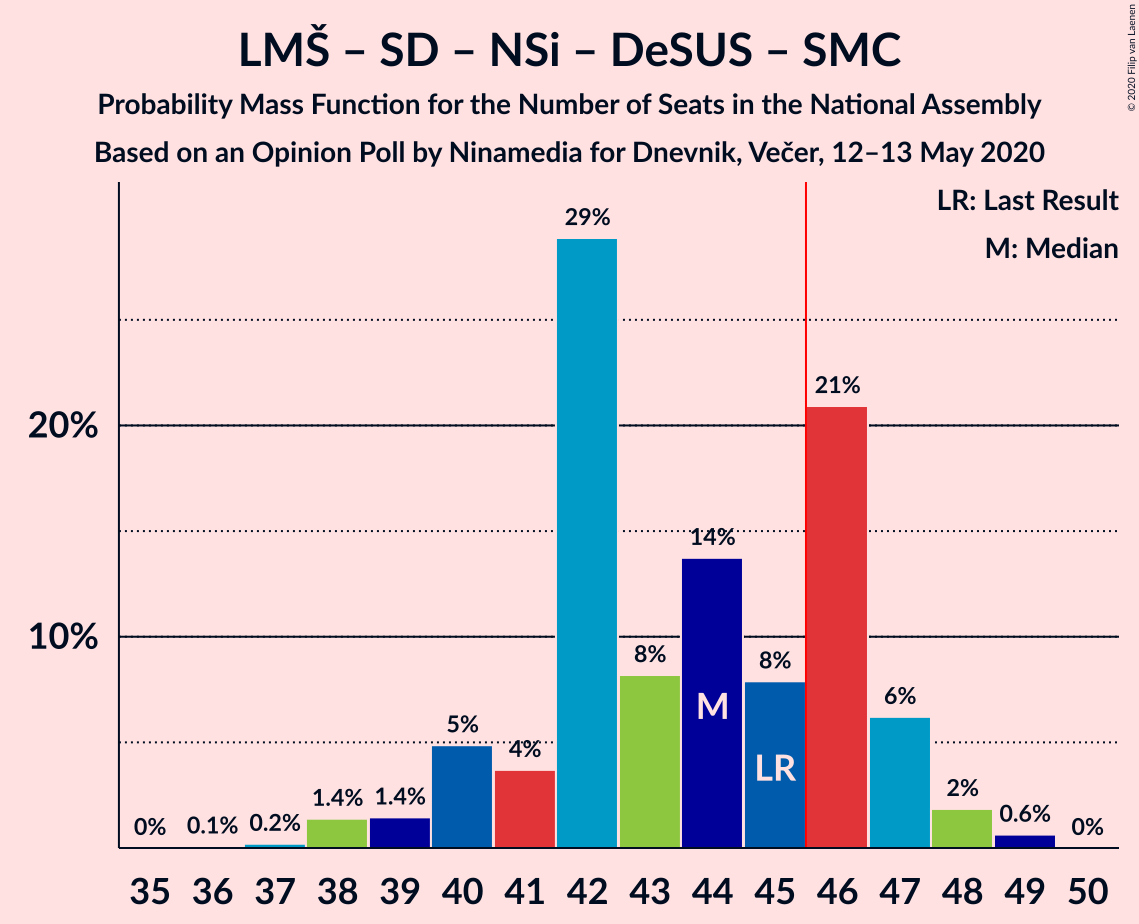 LMŠ – SD – NSi – DeSUS – SMC
Probability Mass Function for the Number of Seats in the National Assembly
Based on an Opinion Poll by Ninamedia for Dnevnik, Večer, 12–13 May 2020
© 2020 Filip van Laenen
LR: Last Result
M: Median
20%
10%
0%
0.1%
0.2%
1.4%
1.4%
5%
4%
29%
8%
14%
8%
21%
6%
2%
0.6%
0%
M
LR
35 36 37 38 39 40 41 42 43 44 45 46 47 48 49 50